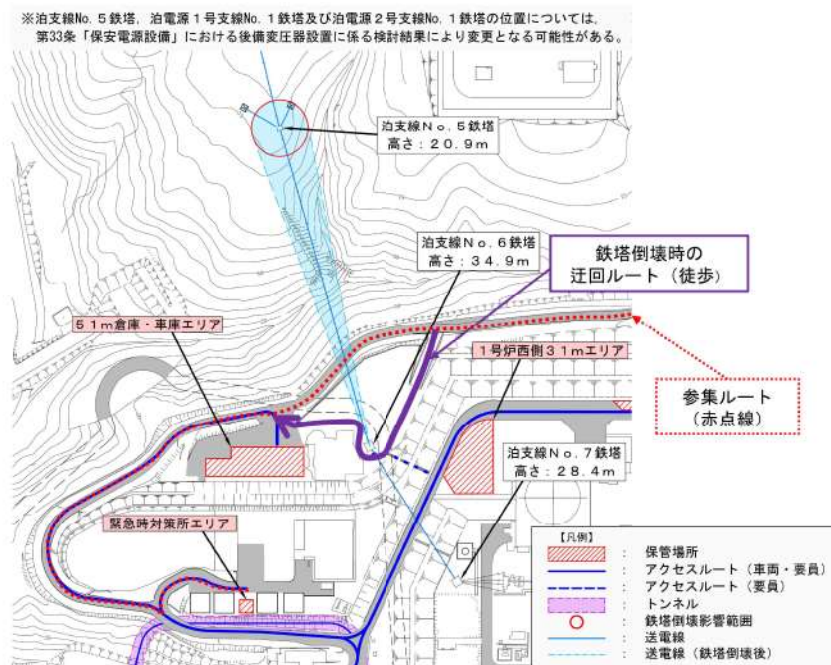 ※泊支線No.5鉄塔，泊電源1号支線No.1鉄塔及び泊電源2号支線No.1鉄塔の位置については，
第33条「保安電源設備」における後備変圧器設置に係る検討結果により変更となる可能性がある。
泊支線No.5鉄塔
高さ：20.9m
泊支線No.6鉄塔
高さ：34.9m
鉄塔倒壊時の
迂回ルート（徒歩）
51m倉庫・車庫エリア
1号炉西側31mエリア
参集ルート
（赤点線）
泊支線No.7鉄塔
高さ：28.4m
緊急時対策所エリア
【凡例】
：保管場所
：アクセスルート（車両・要員）
：アクセスルート（要員）
：トンネル
：鉄塔倒壊影響範囲
：送電線
：送電線（鉄塔倒壊後）